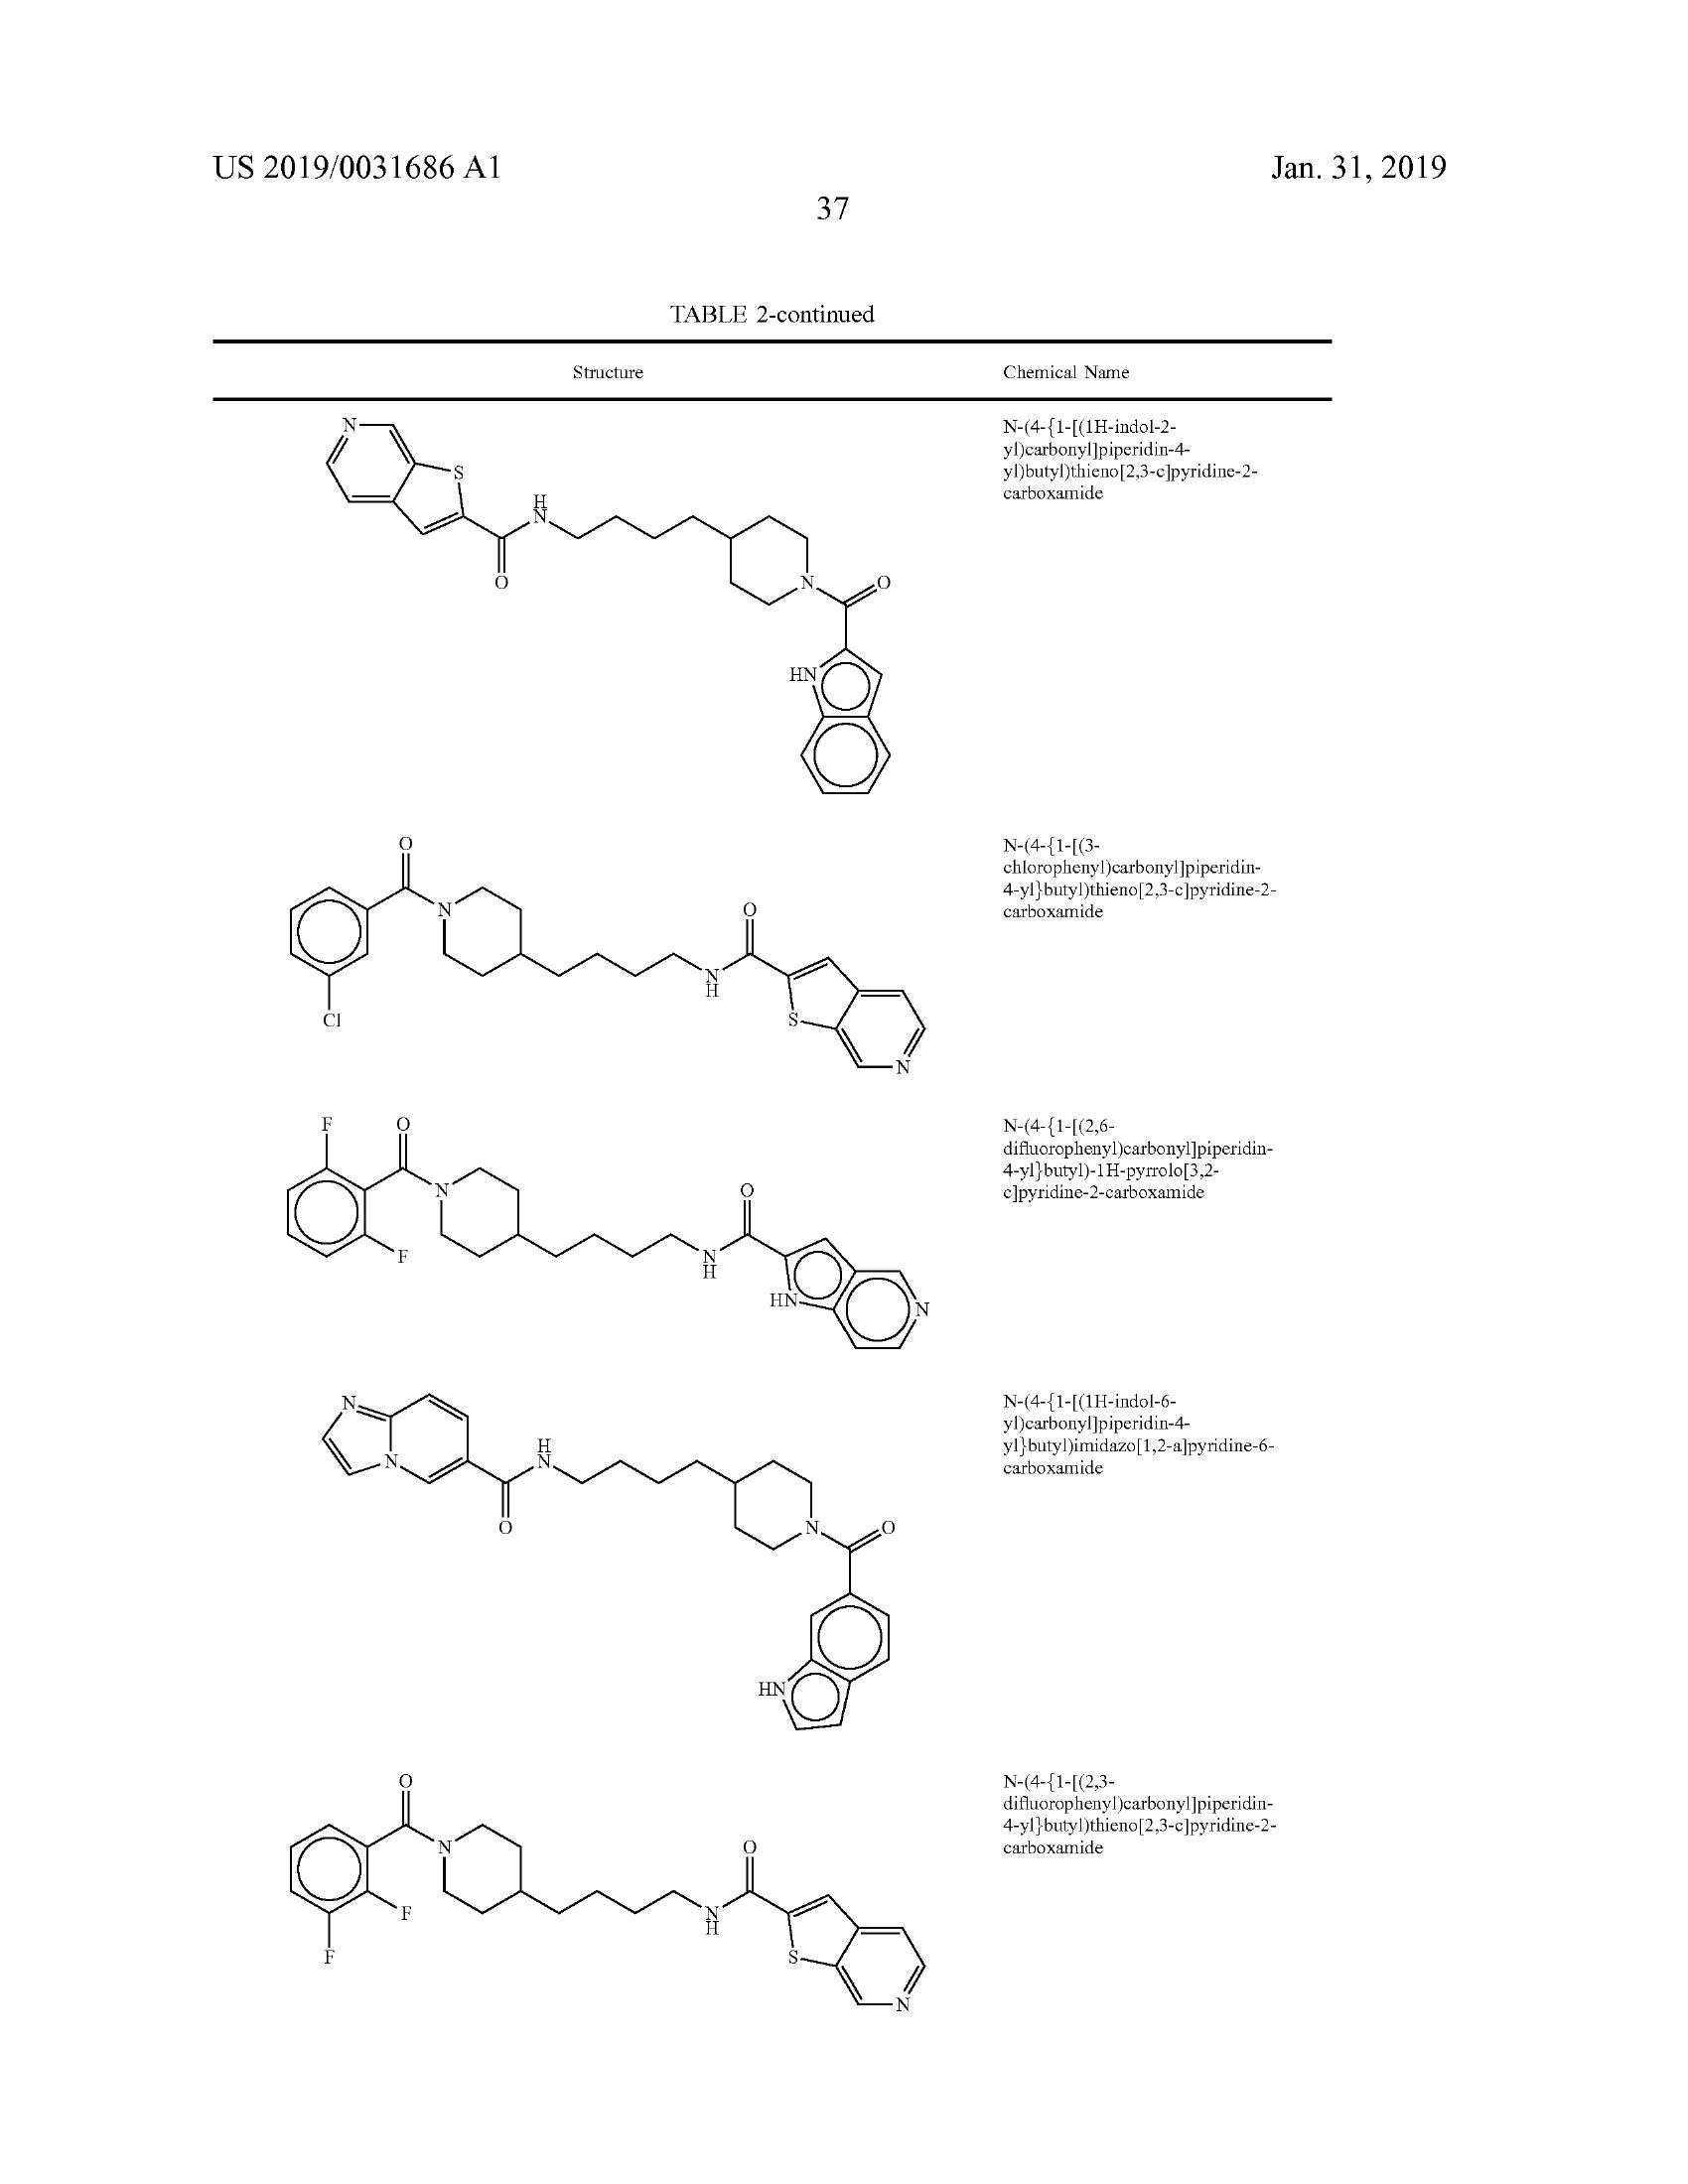 US 2019/0031686 A1
Jan. 31, 2019
37
TABLE 2-continued
Structure
Chemical Name
N
S
H
N
O
N
O
HN
N-(4-{1-[(1H-indol-2-
yl)carbonyl]piperidin-4-
yl)butyl)thieno[2,3-c]pyridine-2-
carboxamide
O
N
O
N
H
Cl
S
N
N-(4-{1-[(3-
chlorophenyl)carbonyl]piperidin-
4-yl}butyl)thieno[2,3-c]pyridine-2-
carboxamide
F
O
N
O
F
N
H
HN
N
N-(4-{1-[(2,6-
difluorophenyl)carbonyl]piperidin-
4-yl}butyl)-1H-pyrrolo[3,2-
c]pyridine-2-carboxamide
N
N
H
N
O
N
O
HN
N-(4-{1-[(1H-indol-6-
yl)carbonyl]piperidin-4-
yl}butyl)imidazo[1,2-a]pyridine-6-
carboxamide
O
N
O
F
N
H
F
S
N
N-(4-{1-[(2,3-
difluorophenyl)carbonyl]piperidin-
4-yl}butyl)thieno[2,3-c]pyridine-2-
carboxamide